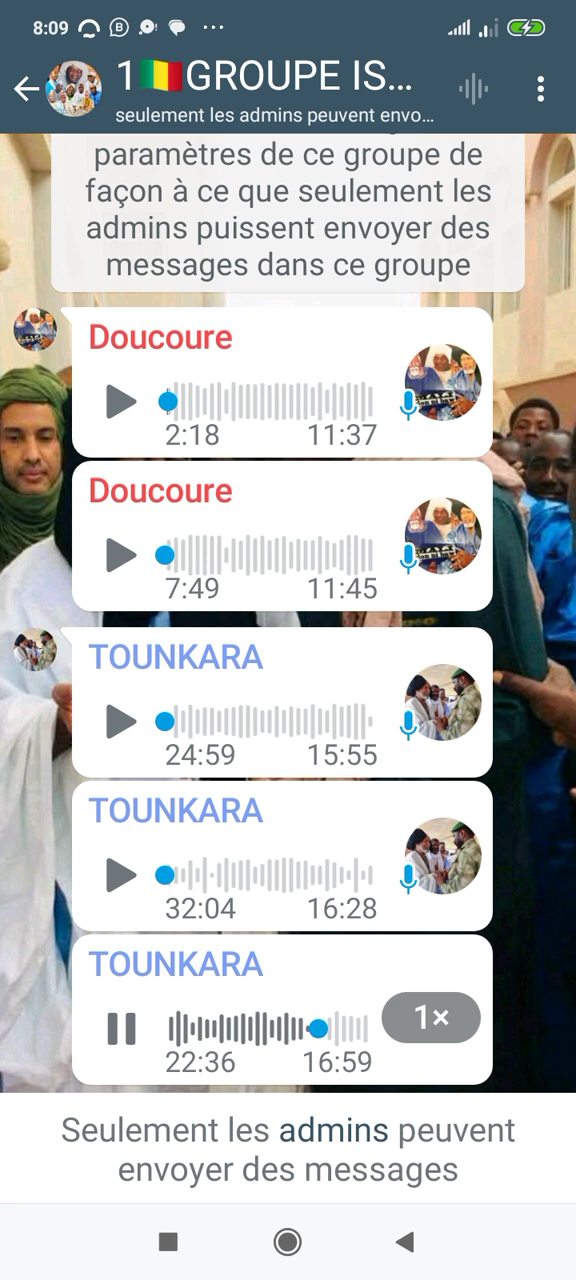 8:09
1🇲🇱GROUPE IS...
seulement les admins peuvent envo...
paramètres de ce groupe de
façon à ce que seulement les
admins puissent envoyer des
messages dans ce groupe
Doucoure
2:18 11:37
Doucoure
7:49 11:45
TOUNKARA
24:59 15:55
TOUNKARA
32:04 16:28
TOUNKARA
1×
22:36 16:59
Seulement les admins peuvent
envoyer des messages